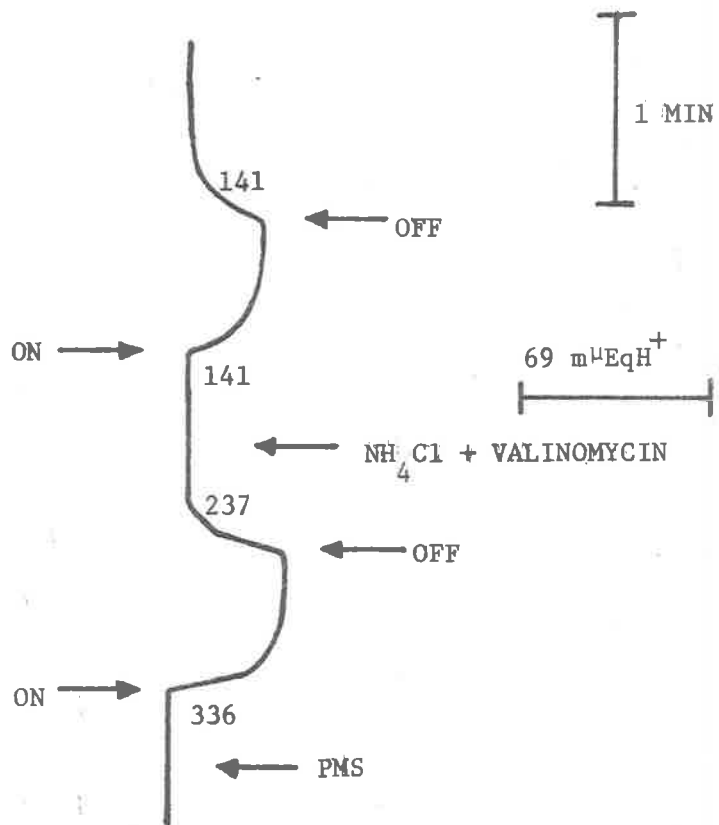 1 MIN
141
OFF
ON
69 mμEqH+
141
NH4Cl + VALINOMYCIN
237
OFF
ON
336
PMS